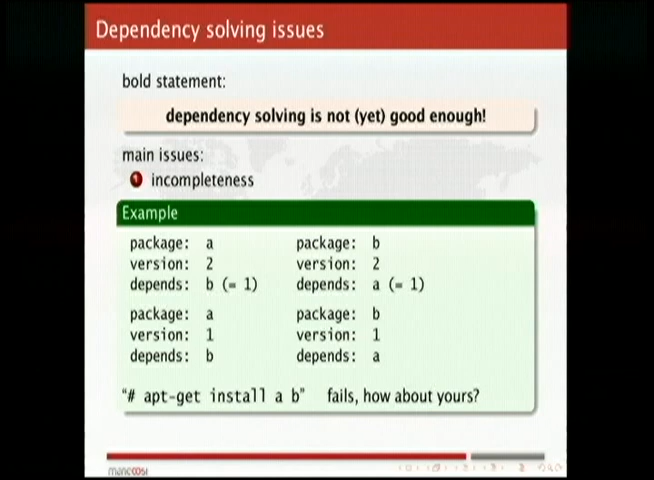 Dependency solving issues
bold statement:
dependency solving is not (yet) good enough!
main issues:
1 incompleteness
Example
package: a package: b
version: 2 version: 2
depends: b (= 1) depends: a (= 1)
package: a package: b
version: 1 version: 1
depends: b depends: a
"# apt-get install a b" fails, how about yours?
mancoosi